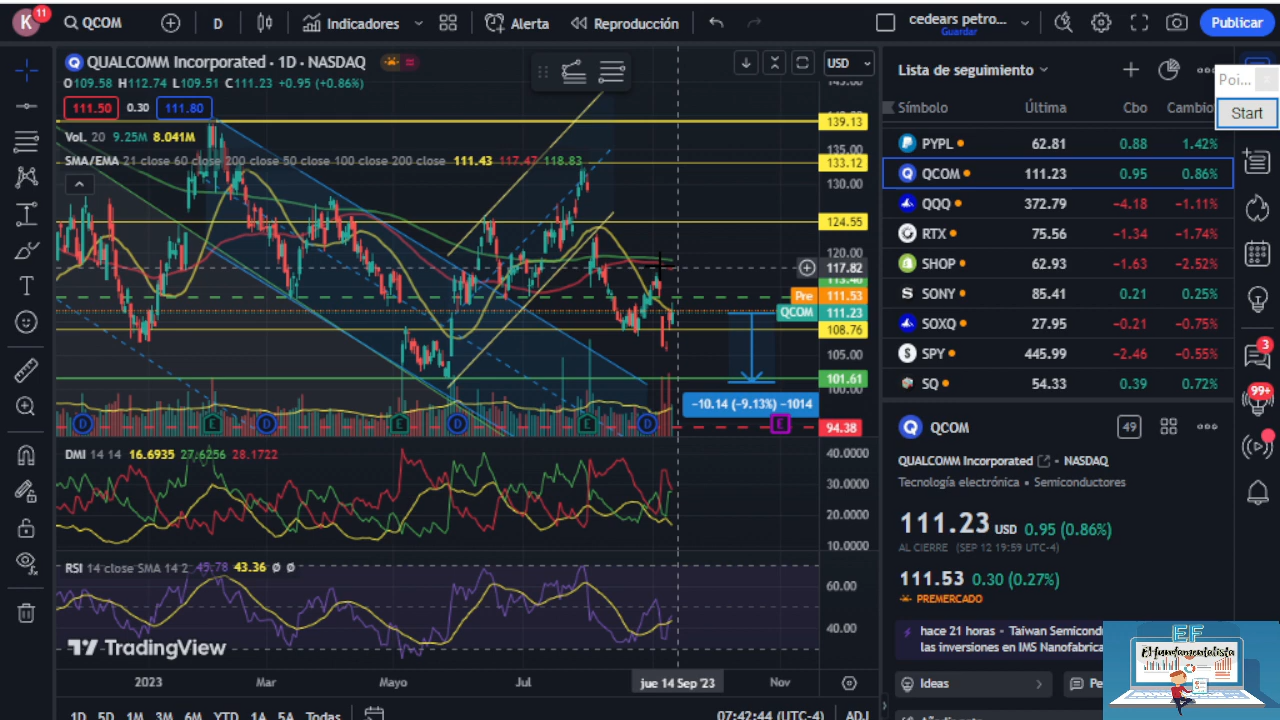 K 11 QCOM D Indicadores Alerta Reproducción cedears petro... Guardar Publicar
QUALCOMM Incorporated · 1D · NASDAQ
O109.58 H112.74 L109.51 C111.23 +0.95 (+0.86%)
111.50 0.30 111.80
Vol. 20 9.25M 8.041M
SMA/EMA 21 close 60 close 200 close 50 close 100 close 200 close 111.43 117.47 118.83
USD
139.13
135.00
133.12
130.00
124.55
120.00
117.82
Pre 111.53
QCOM 111.23
108.76
105.00
101.61
100.00
−10.14 (−9.13%) −1014
94.38
D E D E D E D E
DMI 14 14 16.6935 27.6256 28.1722
40.0000
30.0000
20.0000
10.0000
RSI 14 close SMA 14 2 45.78 43.36 Ø Ø
60.00
40.00
TradingView
2023 Mar Mayo Jul jue 14 Sep '23 Nov
1D 5D 1M 3M 6M YTD 1A 5A Todas 07:42:44 (UTC-4) ADJ
Lista de seguimiento
Símbolo Última Cbo Cambio
PYPL 62.81 0.88 1.42%
QCOM 111.23 0.95 0.86%
QQQ 372.79 −4.18 −1.11%
RTX 75.56 −1.34 −1.74%
SHOP 62.93 −1.63 −2.52%
SONY 85.41 0.21 0.25%
SOXQ 27.95 −0.21 −0.75%
SPY 445.99 −2.46 −0.55%
SQ 54.33 0.39 0.72%
QCOM 49
QUALCOMM Incorporated • NASDAQ
Tecnología electrónica • Semiconductores
111.23 USD 0.95 (0.86%)
AL CIERRE (SEP 12 19:59 UTC-4)
111.53 0.30 (0.27%)
PREMERCADO
hace 21 horas • Taiwan Semicond
las inversiones en IMS Nanofabrica
Ideas
Poi...
Start
3
99+
EF
El fundamentalista